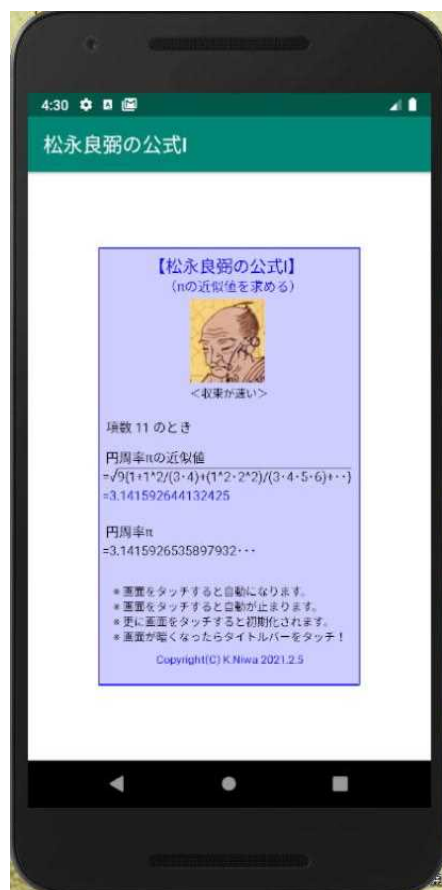 4:30
松永良弼の公式I
【松永良弼の公式I】
(πの近似値を求める)
<収束が速い>
項数 11 のとき
円周率πの近似値
=√9{1+1^2/(3・4)+(1^2・2^2)/(3・4・5・6)+・・}
=3.141592644132425
円周率π
=3.1415926535897932・・・
※画面をタッチすると自動になります。
※画面をタッチすると自動が止まります。
※更に画面をタッチすると初期化されます。
※画面が暗くなったらタイトルバーをタッチ！
Copyright(C) K.Niwa 2021.2.5